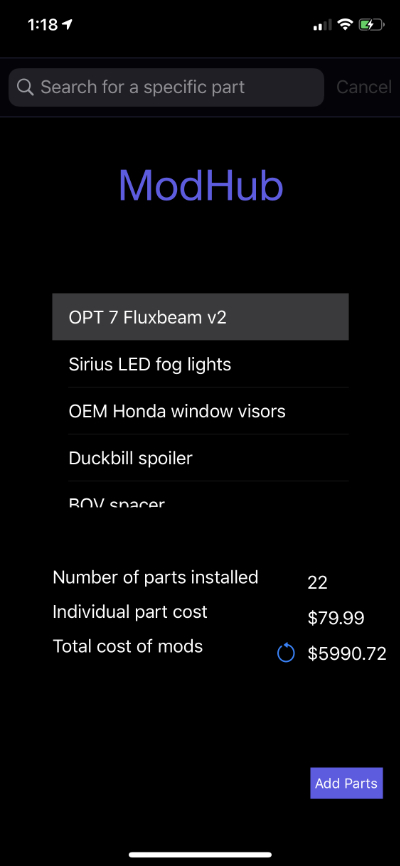 1:18
Search for a specific part Cancel
ModHub
OPT 7 Fluxbeam v2
Sirius LED fog lights
OEM Honda window visors
Duckbill spoiler
BOV spacer
Number of parts installed 22
Individual part cost $79.99
Total cost of mods $5990.72
Add Parts